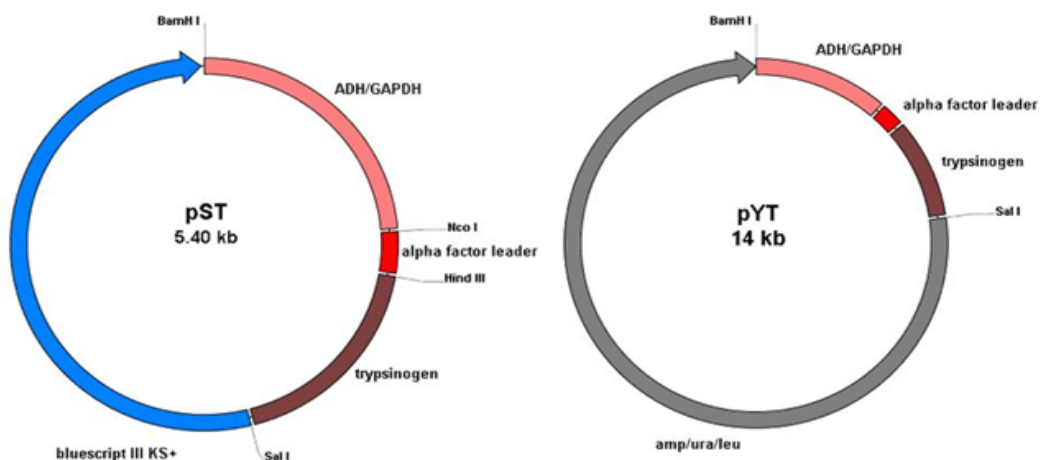 BamH I
ADH/GAPDH
pST
5.40 kb
Nco I
alpha factor leader
Hind III
trypsinogen
bluescript III KS+
Sal I
BamH I
ADH/GAPDH
alpha factor leader
trypsinogen
pYT
14 kb
Sal I
amp/ura/leu